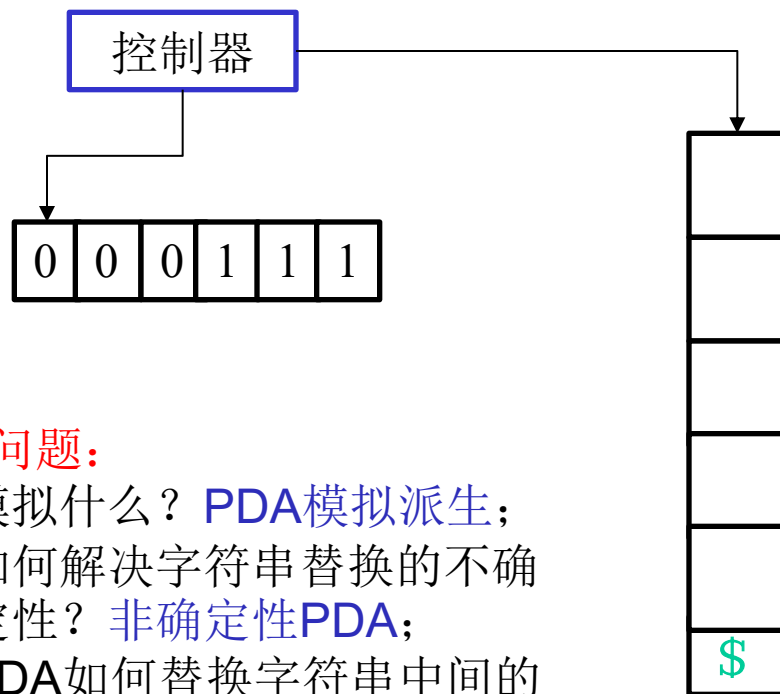 控制器
0 0 0 1 1 1
问题：
模拟什么？PDA模拟派生；
如何解决字符串替换的不确
定性？非确定性PDA；
DA如何替换字符串中间的
$